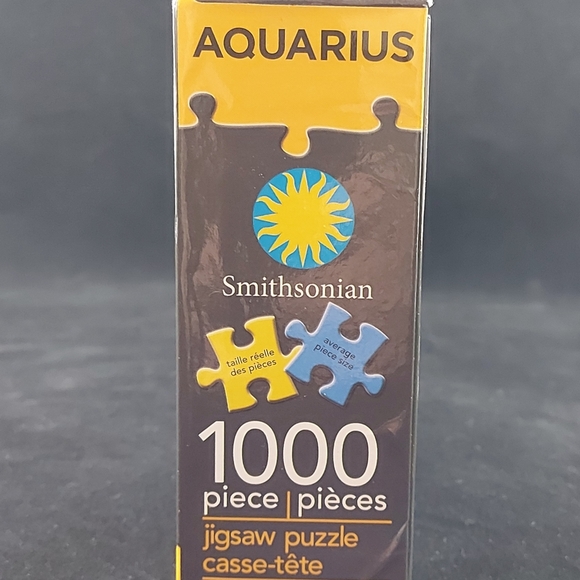 AQUARIUS
Smithsonian
taille réelle
des pièces
average
piece size
1000
piece | pièces
jigsaw puzzle
casse-tête